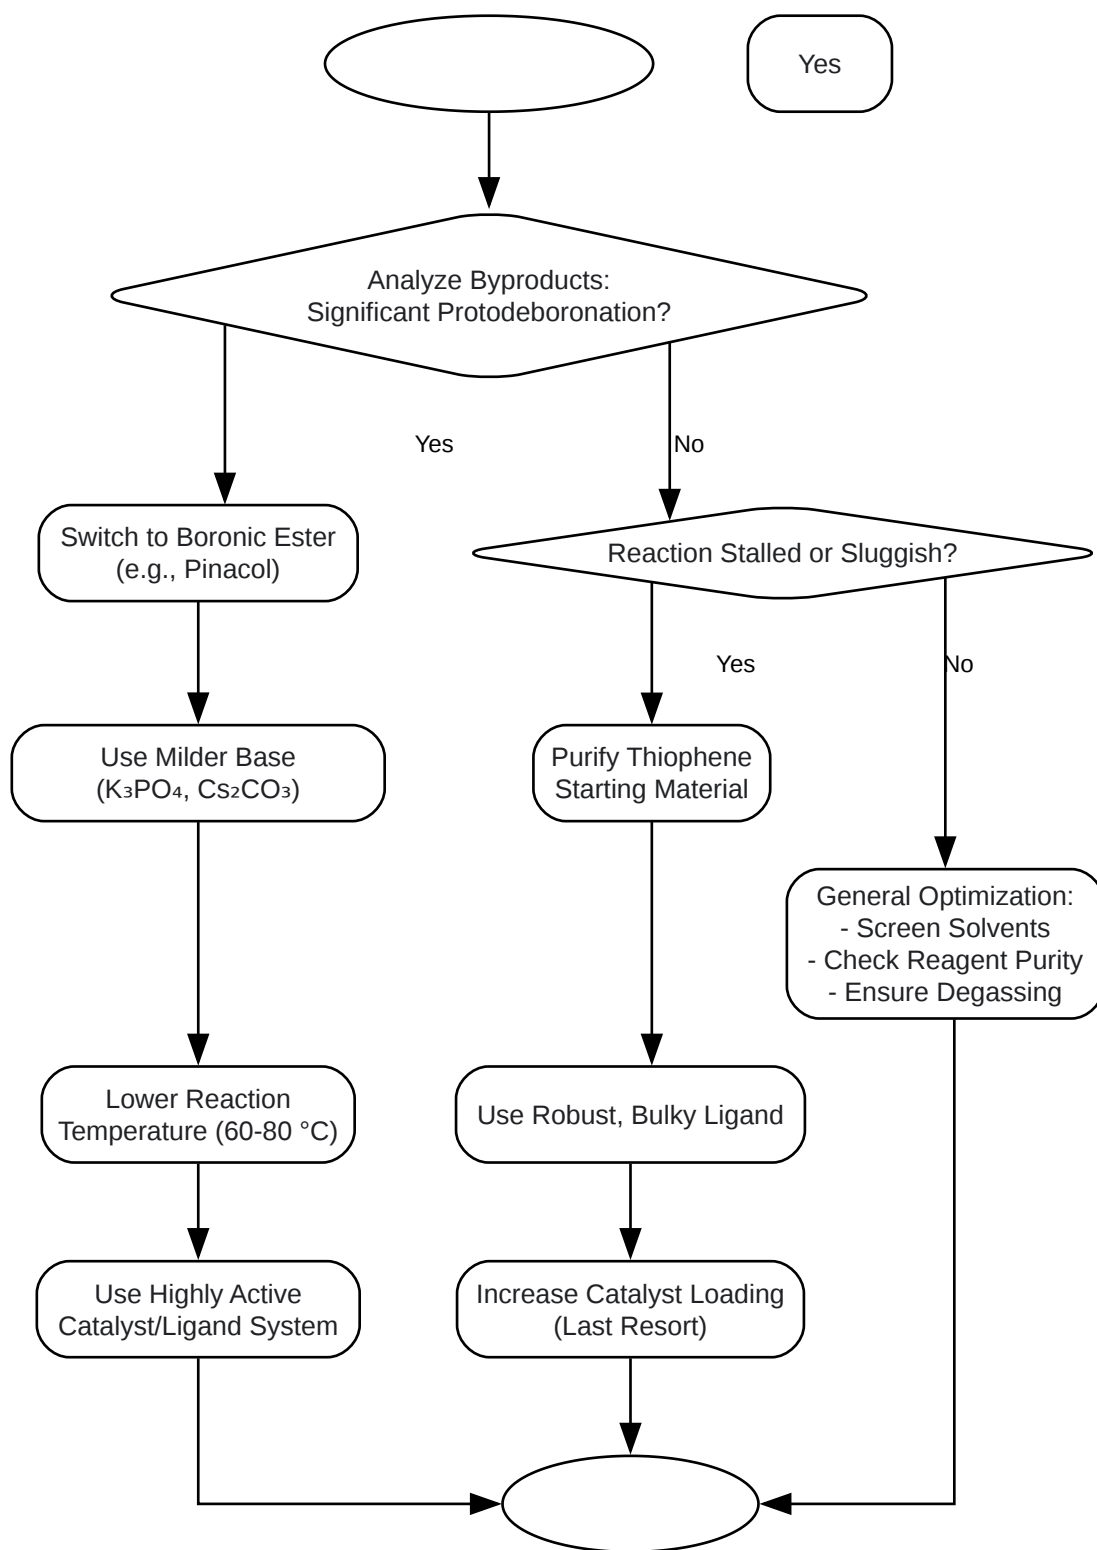 Yes
Analyze Byproducts:
Significant Protodeboronation?
Yes
No
Switch to Boronic Ester
(e.g., Pinacol)
Reaction Stalled or Sluggish?
Yes
No
Use Milder Base
(K₃PO₄, Cs₂CO₃)
Purify Thiophene
Starting Material
General Optimization:
- Screen Solvents
- Check Reagent Purity
- Ensure Degassing
Lower Reaction
Temperature (60-80 °C)
Use Robust, Bulky Ligand
Use Highly Active
Catalyst/Ligand System
Increase Catalyst Loading
(Last Resort)